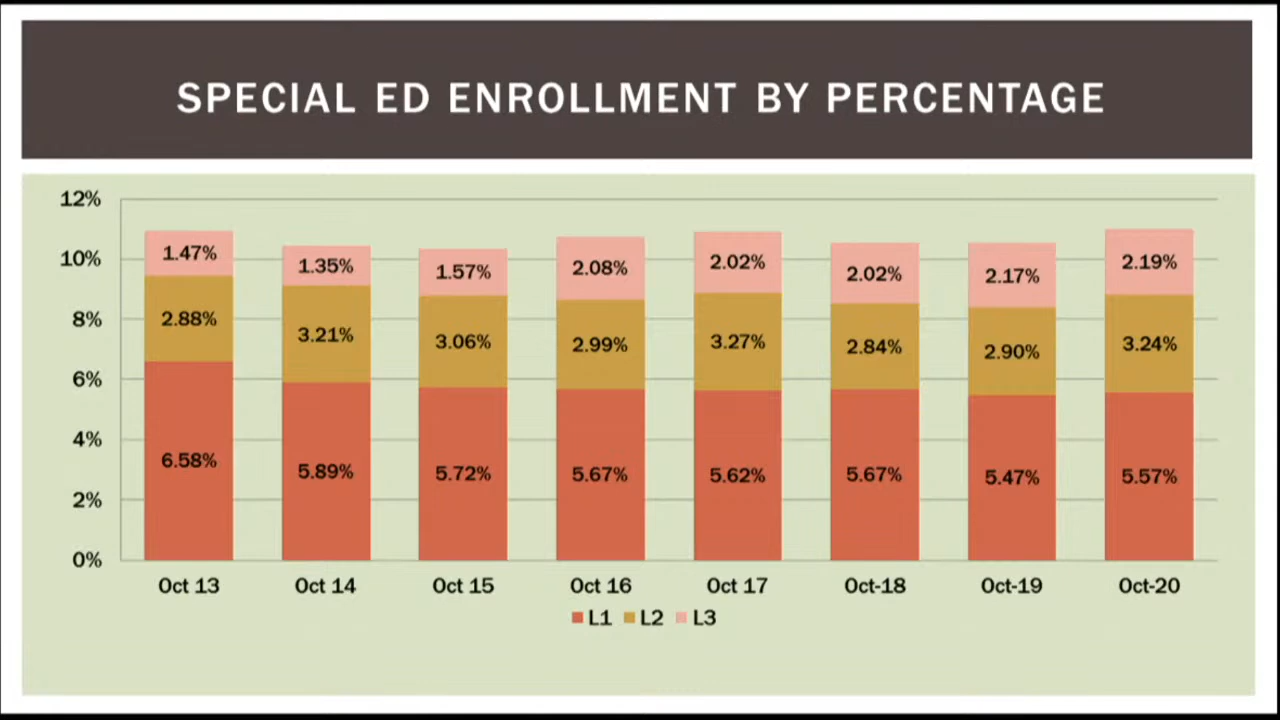 SPECIAL ED ENROLLMENT BY PERCENTAGE
12%
10%
8%
6%
4%
2%
0%
1.47% 1.35% 1.57% 2.08% 2.02% 2.02% 2.17% 2.19%
2.88% 3.21% 3.06% 2.99% 3.27% 2.84% 2.90% 3.24%
6.58% 5.89% 5.72% 5.67% 5.62% 5.67% 5.47% 5.57%
Oct 13 Oct 14 Oct 15 Oct 16 Oct 17 Oct-18 Oct-19 Oct-20
L1 L2 L3